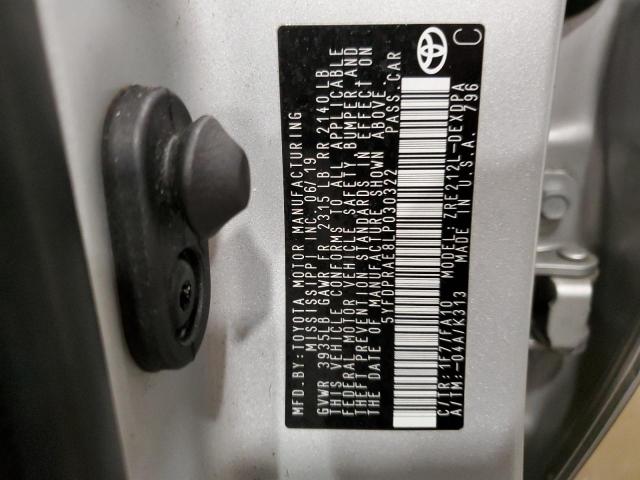 MFD.BY:TOYOTA MOTOR MANUFACTURING
MISSISSIPPI, INC. 06/19
GVWR 3935LB GAWR FR 2315 LB RR 2140 LB
THIS VEHICLE CONFORMS TO ALL APPLICABLE
FEDERAL MOTOR VEHICLE SAFETY, BUMPER AND
THEFT PREVENTION STANDARDS IN EFFECT ON
THE DATE OF MANUFACTURE SHOWN ABOVE.
5YFDPRAE8LP030322 PASS.CAR
C/TR:1F7/FA10 MODEL:ZRE212L-DEXDPA
A/TM:-04A/K313 MADE IN U.S.A. 796
C